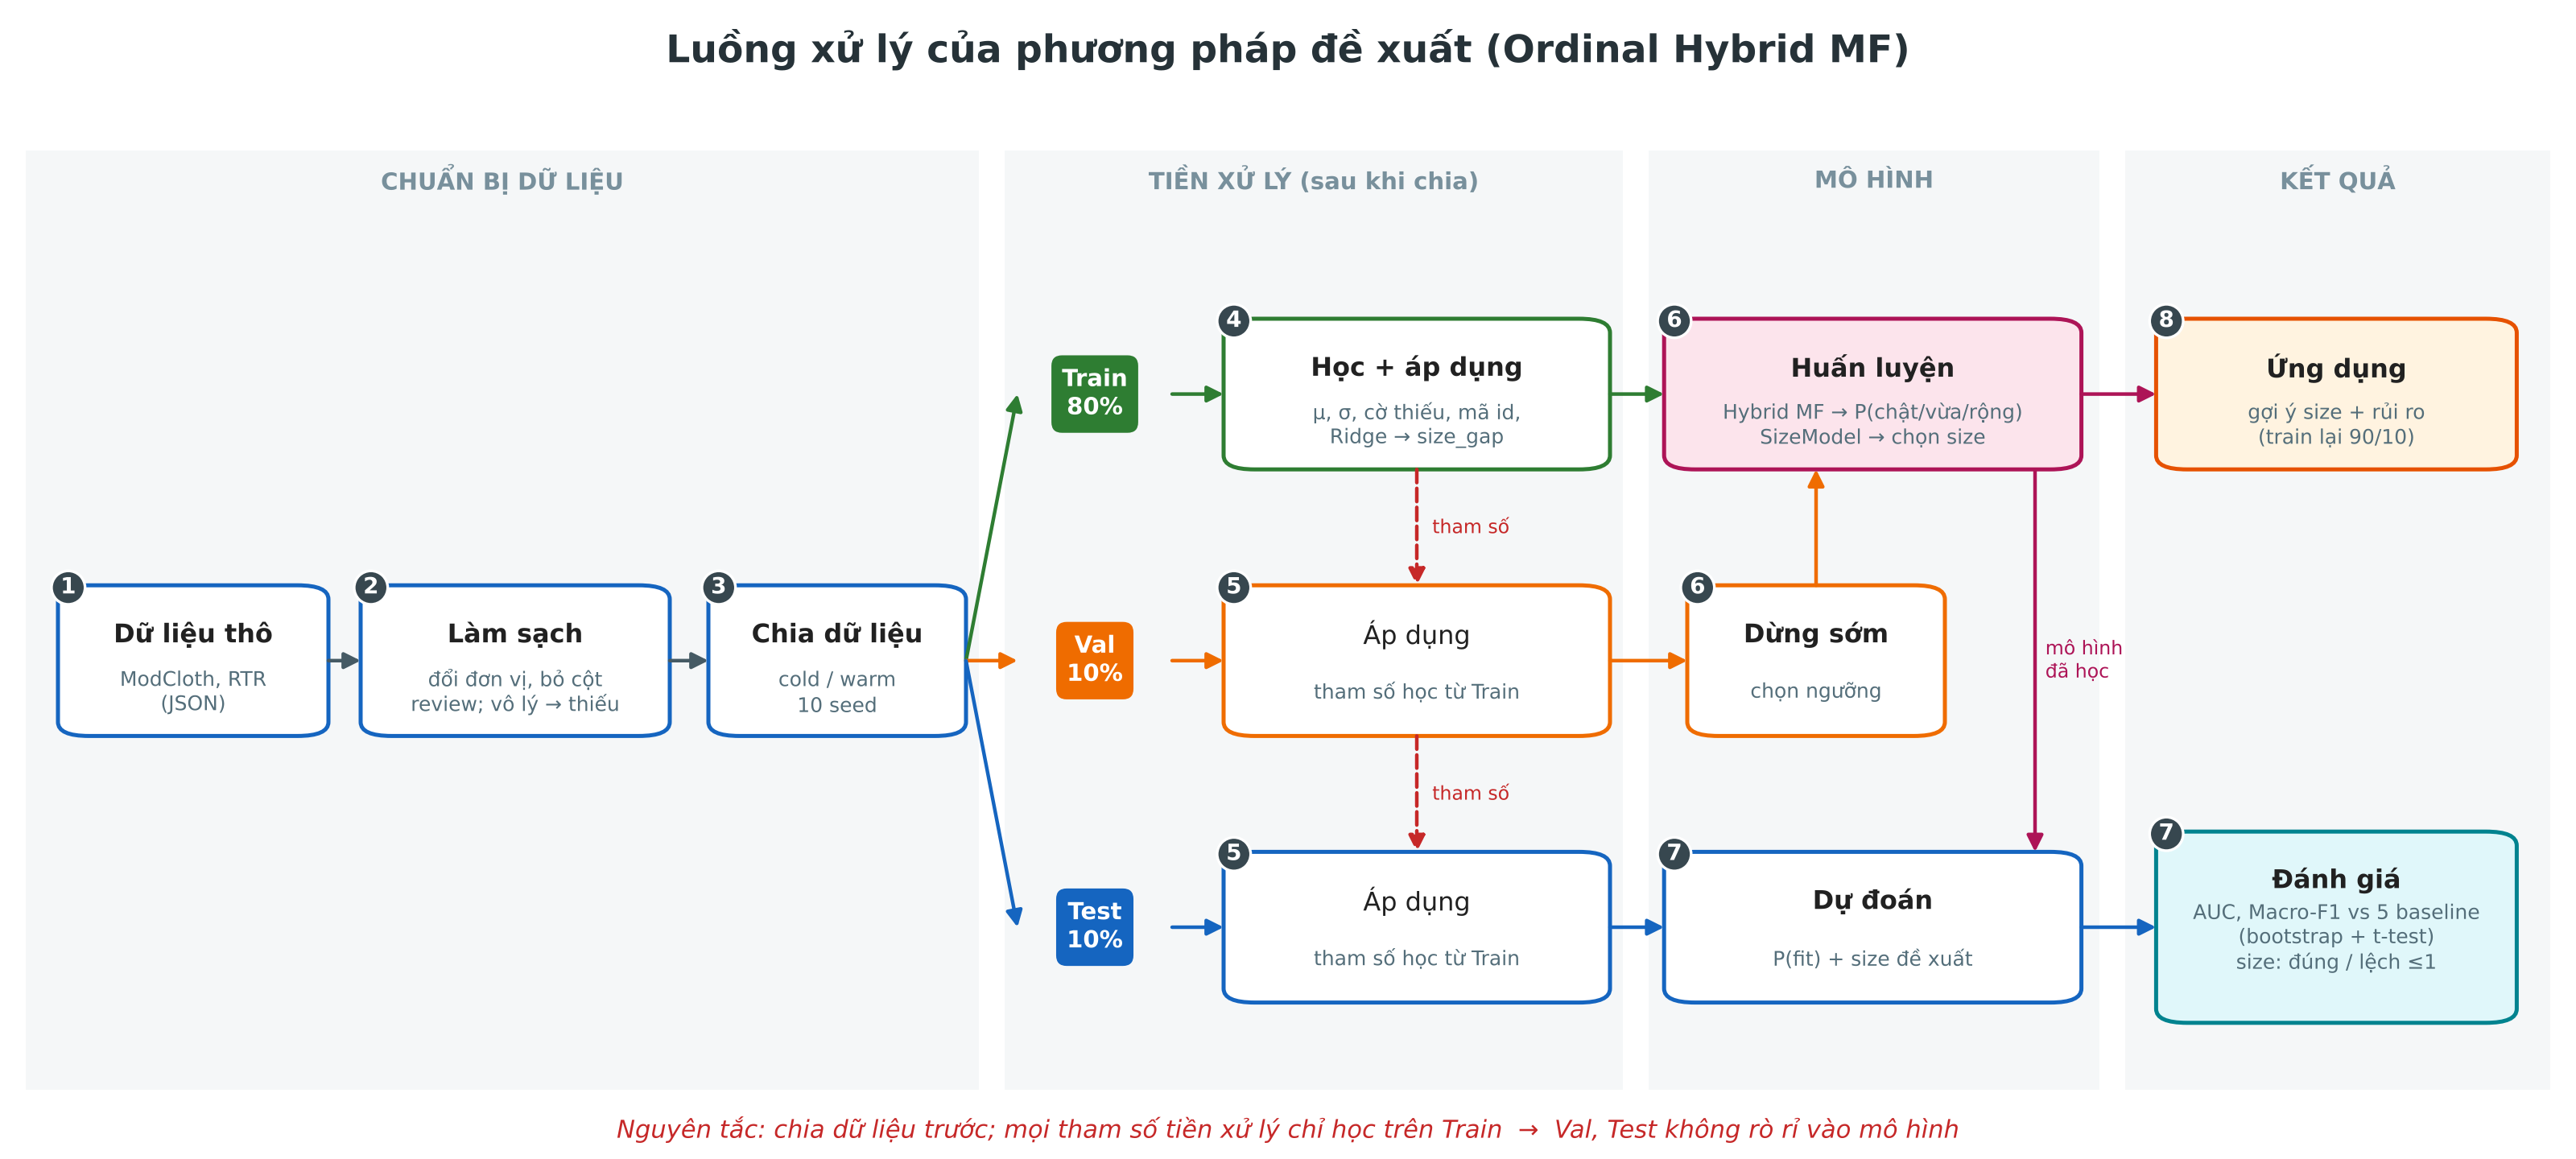 Luồng xử lý của phương pháp đề xuất (Ordinal Hybrid MF)
CHUẨN BỊ DỮ LIỆU
TIỀN XỬ LÝ (sau khi chia)
MÔ HÌNH
KẾT QUẢ
1
Dữ liệu thô
ModCloth, RTR
(JSON)
2
Làm sạch
đổi đơn vị, bỏ cột
review; vô lý → thiếu
3
Chia dữ liệu
cold / warm
10 seed
Train
80%
4
Học + áp dụng
μ, σ, cờ thiếu, mã id,
Ridge → size_gap
tham số
6
Huấn luyện
Hybrid MF → P(chật/vừa/rộng)
SizeModel → chọn size
8
Ứng dụng
gợi ý size + rủi ro
(train lại 90/10)
Val
10%
5
Áp dụng
tham số học từ Train
tham số
6
Dừng sớm
chọn ngưỡng
mô hình
đã học
Test
10%
5
Áp dụng
tham số học từ Train
7
Dự đoán
P(fit) + size đề xuất
7
Đánh giá
AUC, Macro-F1 vs 5 baseline
(bootstrap + t-test)
size: đúng / lệch ≤1
Nguyên tắc: chia dữ liệu trước; mọi tham số tiền xử lý chỉ học trên Train → Val, Test không rò rỉ vào mô hình